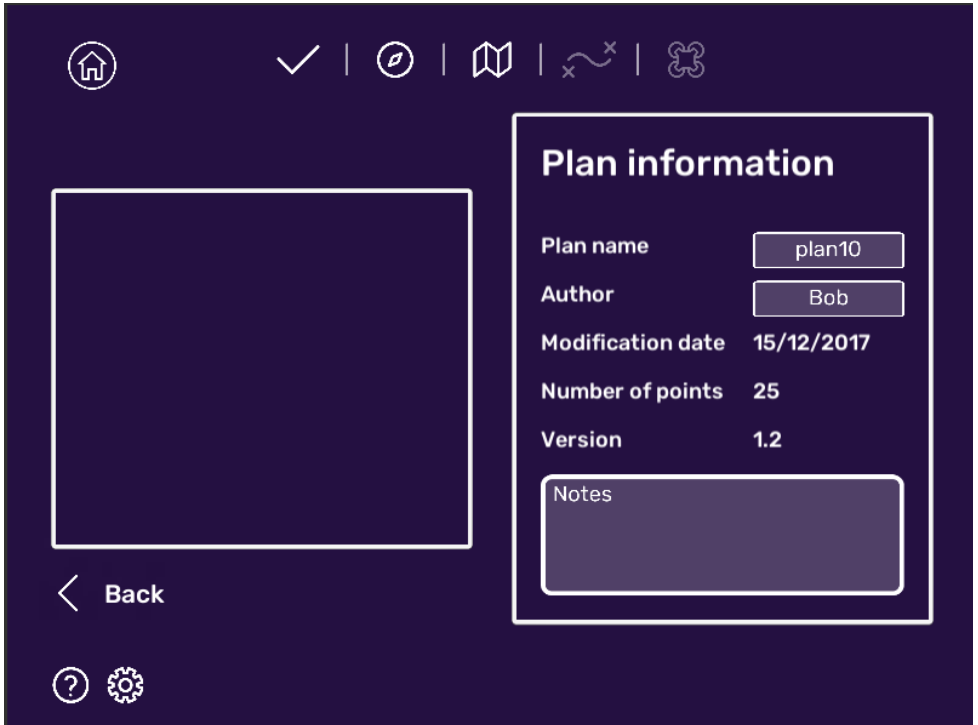 Plan information
Plan name plan10
Author Bob
Modification date 15/12/2017
Number of points 25
Version 1.2
Notes
Back
?